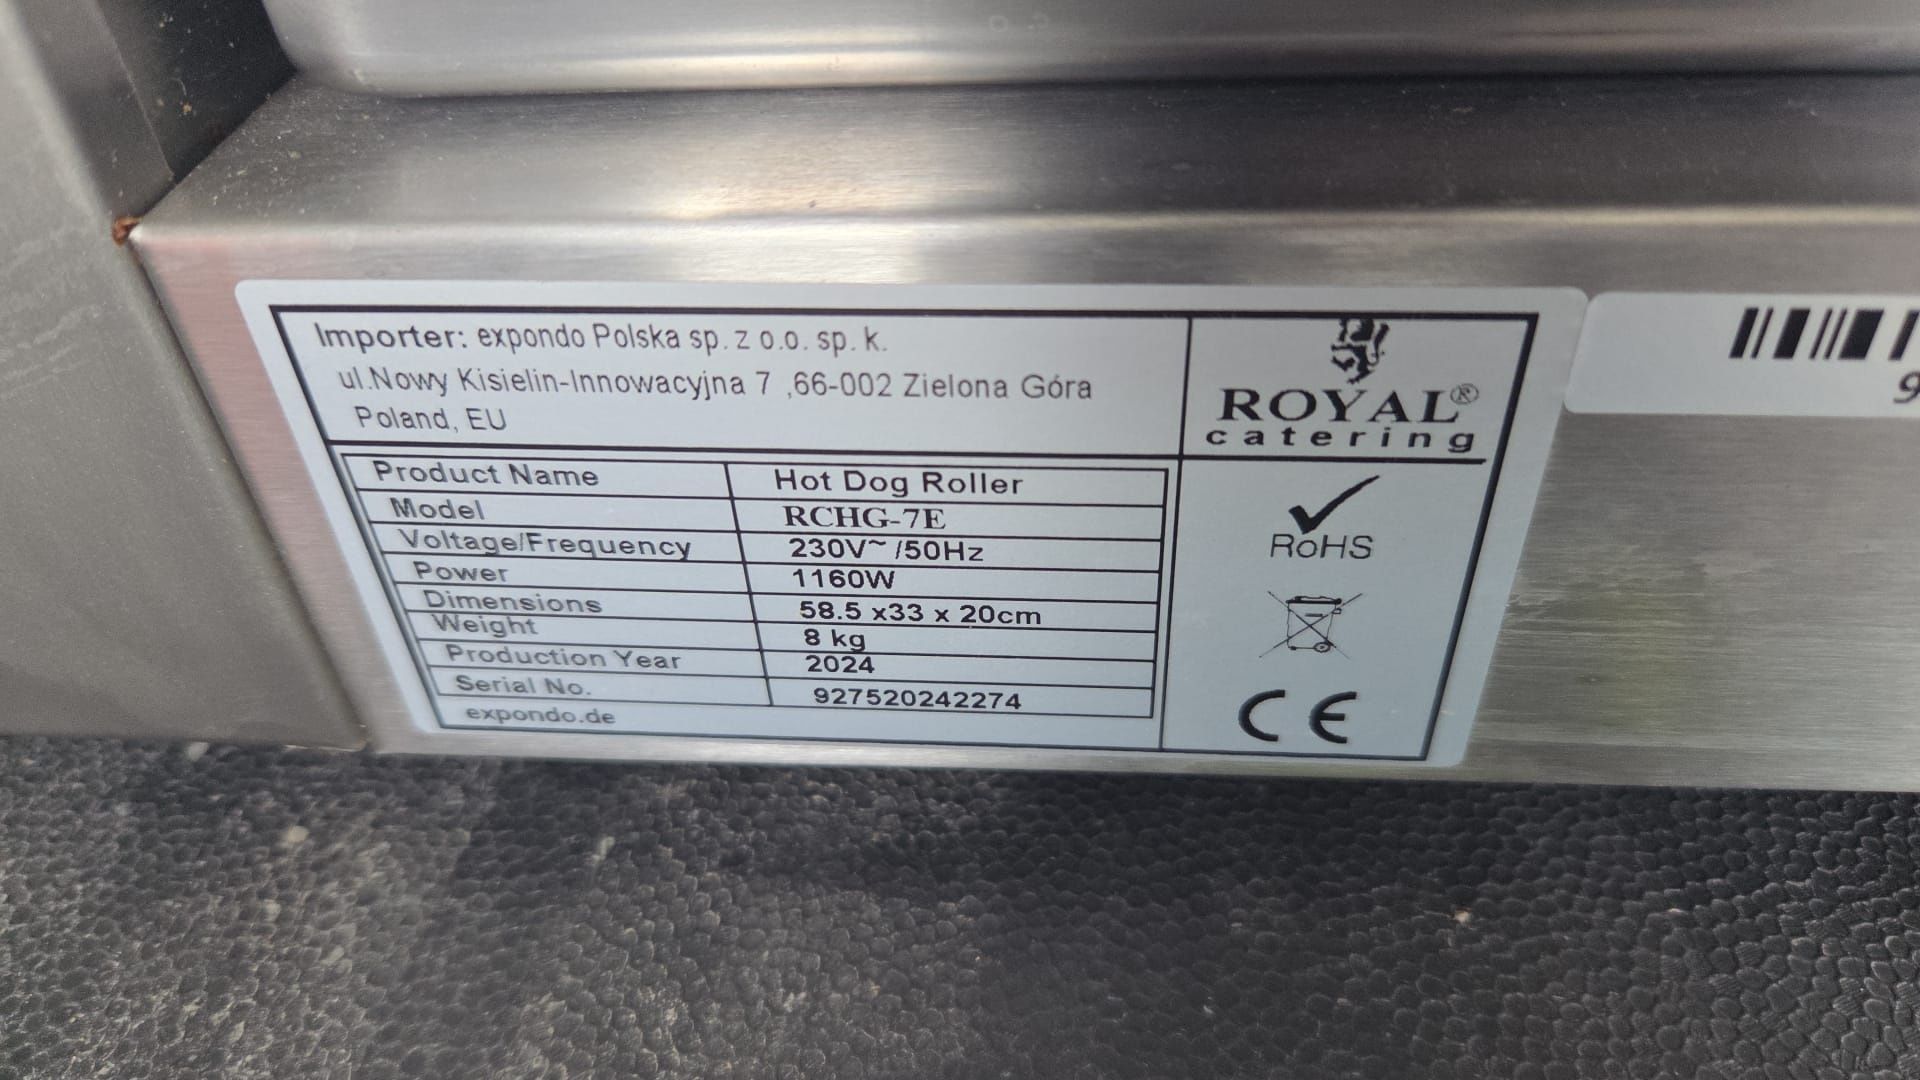 Importer: expondo Polska sp. z o.o. sp. k.
ul.Nowy Kisielin-Innowacyjna 7 ,66-002 Zielona Góra
Poland, EU
ROYAL®
catering
Product Name Hot Dog Roller
Model RCHG-7E
Voltage/Frequency 230V~ /50Hz
Power 1160W
Dimensions 58.5 x33 x 20cm
Weight 8 kg
Production Year 2024
Serial No. 927520242274
expondo.de
RoHS
CE
9